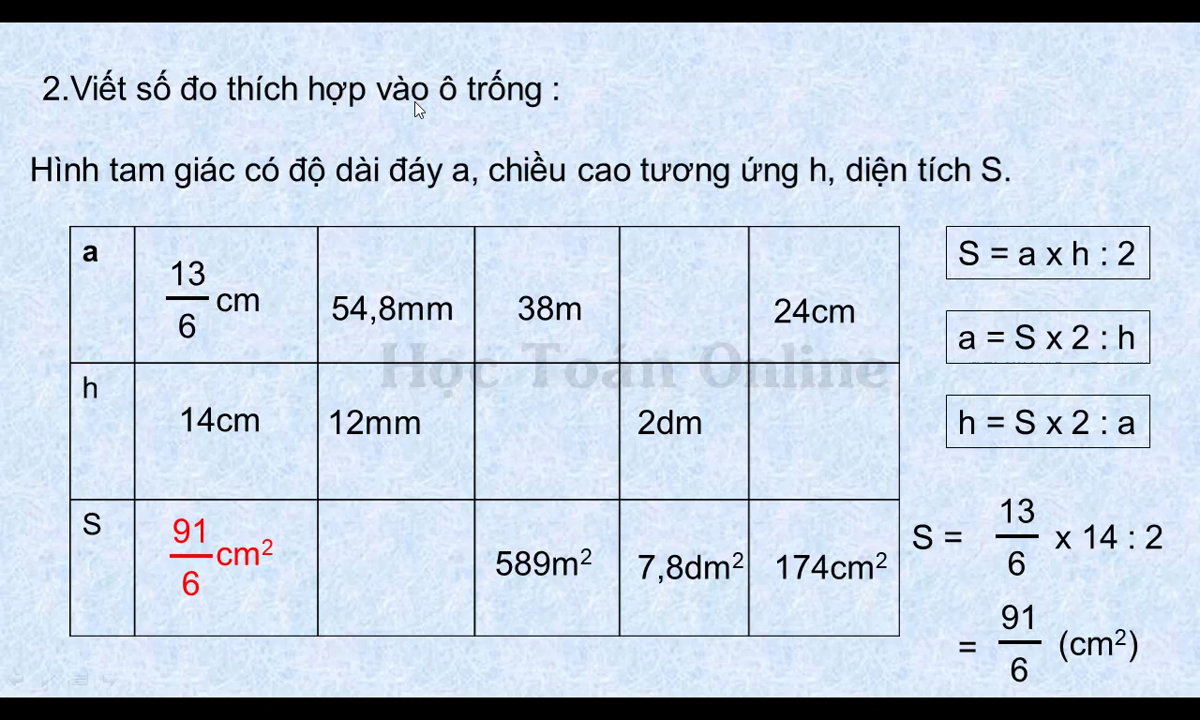 2.Viết số đo thích hợp vào ô trống :
Hình tam giác có độ dài đáy a, chiều cao tương ứng h, diện tích S.
a 13/6 cm 54,8mm 38m 24cm
h 14cm 12mm 2dm
S 91/6 cm² 589m² 7,8dm² 174cm²
Học Toán Online
S = a x h : 2
a = S x 2 : h
h = S x 2 : a
S = 13/6 x 14 : 2
= 91/6 (cm²)